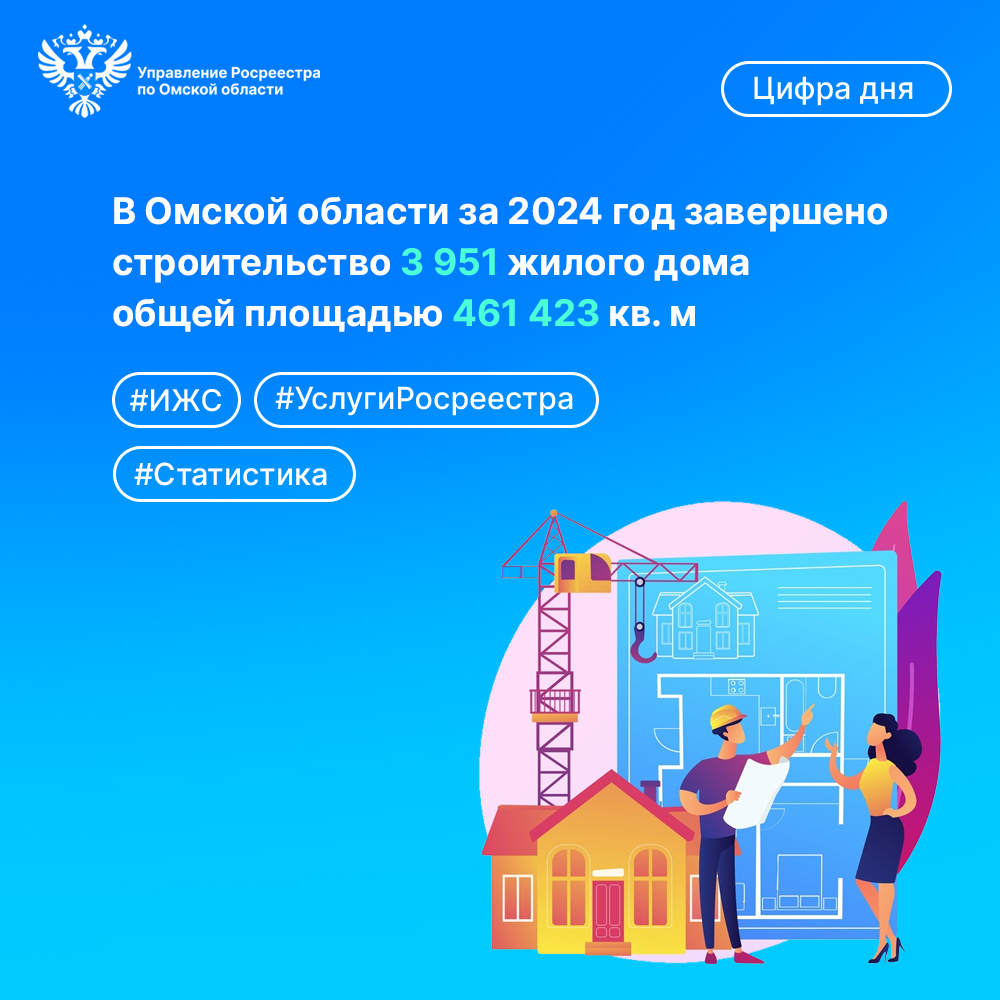 Управление Росреестра
по Омской области
Цифра дня
В Омской области за 2024 год завершено
строительство 3 951 жилого дома
общей площадью 461 423 кв. м
#ИЖС #УслугиРосреестра
#Статистика